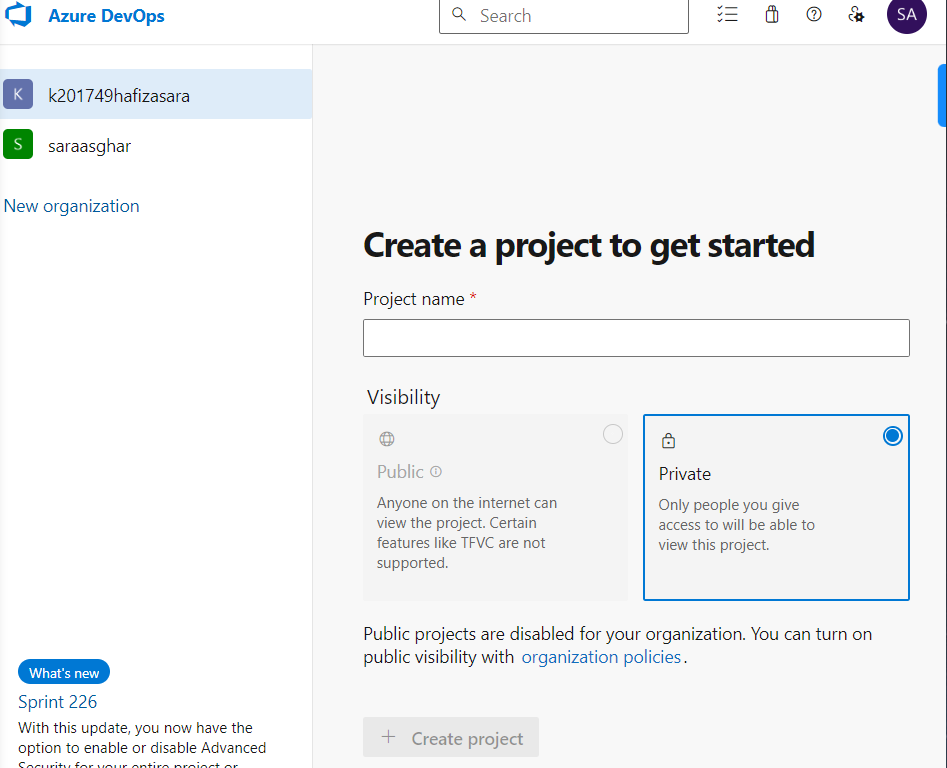 Azure DevOps
Search
SA
K
k201749hafizasara
S
saraasghar
New organization
Create a project to get started
Project name *
Visibility
Public
Anyone on the internet can
view the project. Certain
features like TFVC are not
supported.
Private
Only people you give
access to will be able to
view this project.
Public projects are disabled for your organization. You can turn on
public visibility with organization policies.
+ Create project
What's new
Sprint 226
With this update, you now have the
option to enable or disable Advanced
Security for your entire project or